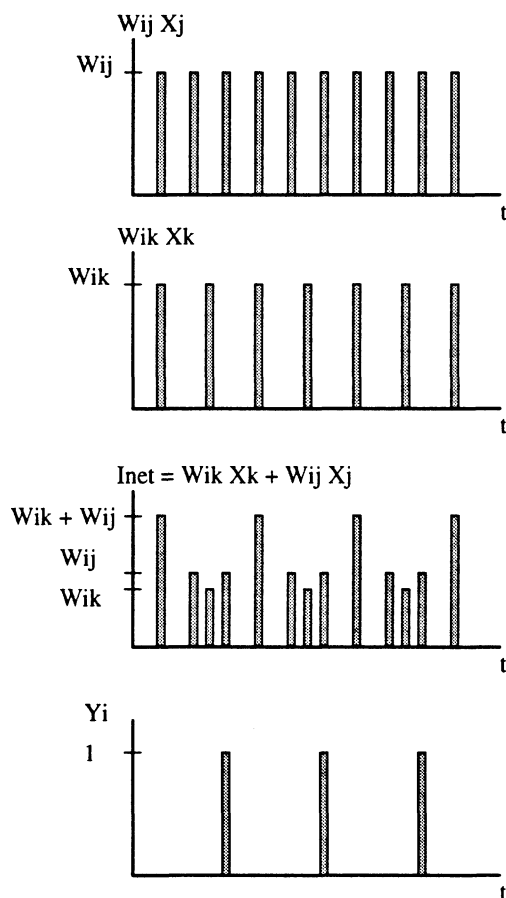 Wij Xj
Wij
t
Wik Xk
Wik
t
Inet = Wik Xk + Wij Xj
Wik + Wij
Wij
Wik
t
Yi
1
t